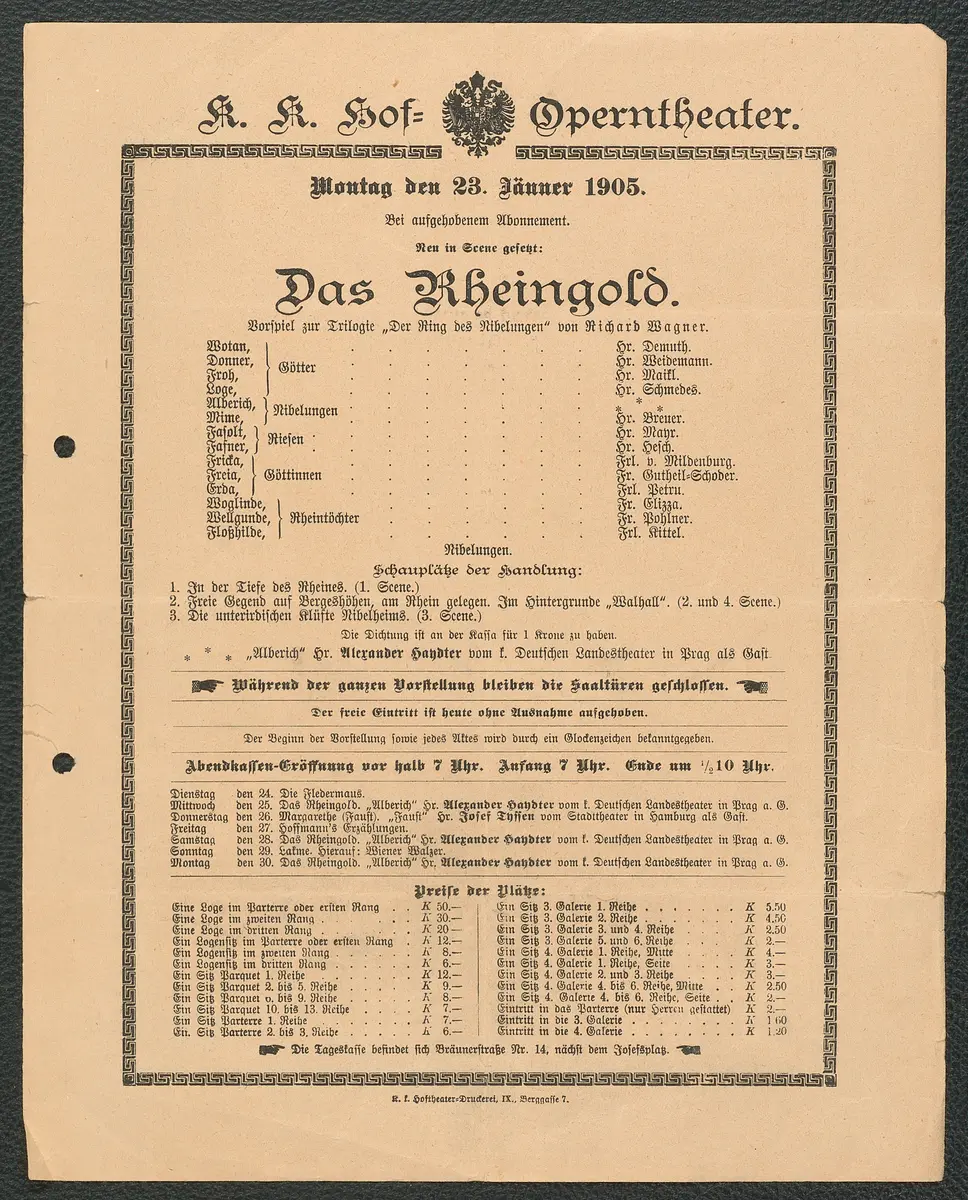 K. K. Hof- Operntheater.
Montag den 23. Jänner 1905.
Bei aufgehobenem Abonnement.
Neu in Scene gesetzt:
Das Rheingold.
Vorspiel zur Trilogie „Der Ring des Nibelungen“ von Richard Wagner.
Wotan, . . . . . . . Hr. Demuth.
Donner, . . . . . . . Hr. Weidemann.
Götter
Froh, . . . . . . . Hr. Maikl.
Loge, . . . . . . . Hr. Schmedes.
Alberich, . . . . . . . * * *
Nibelungen
Mime, . . . . . . . Hr. Breuer.
Fasolt, . . . . . . . Hr. Mayr.
Riesen
Fafner, . . . . . . . Hr. Hesch.
Fricka, . . . . . . . Frl. v. Mildenburg.
Freia, Göttinnen . . . . . . . Fr. Gutheil-Schoder.
Erda, . . . . . . . Frl. Petru.
Woglinde, . . . . . . Fr. Elizza.
Wellgunde, Rheintöchter . . . . . . Fr. Pohlner.
Floßhilde, . . . . . . Frl. Kittel.
Nibelungen.
Schauplätze der Handlung:
1. In der Tiefe des Rheines. (1. Scene.)
2. Freie Gegend auf Bergeshöhen, am Rhein gelegen. Im Hintergrunde „Walhall“. (2. und 4. Scene.)
3. Die unterirdischen Klüfte Nibelheims. (3. Scene.)
Die Dichtung ist an der Kassa für 1 Krone zu haben.
* * * „Alberich“ Hr. Alexander Haydter vom k. Deutschen Landestheater in Prag als Gast
Während der ganzen Vorstellung bleiben die Saaltüren geschlossen.
Der freie Eintritt ist heute ohne Ausnahme aufgehoben.
Der Beginn der Vorstellung sowie jedes Aktes wird durch ein Glockenzeichen bekanntgegeben.
Abendkassen-Eröffnung vor halb 7 Uhr. Anfang 7 Uhr. Ende um ½10 Uhr.
Dienstag den 24. Die Fledermaus.
Mittwoch den 25. Das Rheingold. „Alberich“ Hr. Alexander Haydter vom k. Deutschen Landestheater in Prag a. G.
Donnerstag den 26. Margarethe (Faust). „Faust“ Hr. Josef Tyssen vom Stadttheater in Hamburg als Gast.
Freitag den 27. Hoffmann's Erzählungen.
Samstag den 28. Das Rheingold. „Alberich“ Hr. Alexander Haydter vom k. Deutschen Landestheater in Prag a. G.
Sonntag den 29. Lakme. Hierauf: Wiener Walzer.
Montag den 30. Das Rheingold. „Alberich“ Hr. Alexander Haydter vom k. Deutschen Landestheater in Prag a. G.
Preise der Plätze:
Eine Loge im Parterre oder ersten Rang . . K 50.—
Eine Loge im zweiten Rang . . . . . K 30.—
Eine Loge im dritten Rang . . . . . K 20—
Ein Logensitz im Parterre oder ersten Rang . K 12.—
Ein Logensitz im zweiten Rang . . . . K 8.—
Ein Logensitz im dritten Rang . . . . K 6.—
Ein Sitz Parquet 1. Reihe . . . . . K 12.—
Ein Sitz Parquet 2. bis 5. Reihe . . . . K 9.—
Ein Sitz Parquet 6. bis 9. Reihe . . . . K 8.—
Ein Sitz Parquet 10. bis 13. Reihe . . . K 7.—
Ein Sitz Parterre 1. Reihe . . . . . K 7.—
Ein Sitz Parterre 2. bis 3. Reihe . . . . K 6.—
Ein Sitz 3. Galerie 1. Reihe . . . . . . . K 5.50
Ein Sitz 3. Galerie 2. Reihe . . . . . . . K 4.50
Ein Sitz 3. Galerie 3. und 4. Reihe . . . . . K 2.50
Ein Sitz 3. Galerie 5. und 6. Reihe . . . . . K 2.—
Ein Sitz 4. Galerie 1. Reihe, Mitte . . . . . K 4.—
Ein Sitz 4. Galerie 1. Reihe, Seite . . . . . K 3.—
Ein Sitz 4. Galerie 2. und 3. Reihe . . . . . K 3.—
Ein Sitz 4. Galerie 4. bis 6. Reihe, Mitte . . K 2.50
Ein Sitz 4. Galerie 4. bis 6. Reihe, Seite . . K 2.—
Eintritt in das Parterre (nur Herren gestattet) K 2.—
Eintritt in die 3. Galerie . . . . . . . K 1 60
Eintritt in die 4. Galerie . . . . . . . K 1.20
Die Tageskasse befindet sich Bräunerstraße Nr. 14, nächst dem Josefsplatz.
K. k. Hoftheater-Druckerei, IX., Berggasse 7.